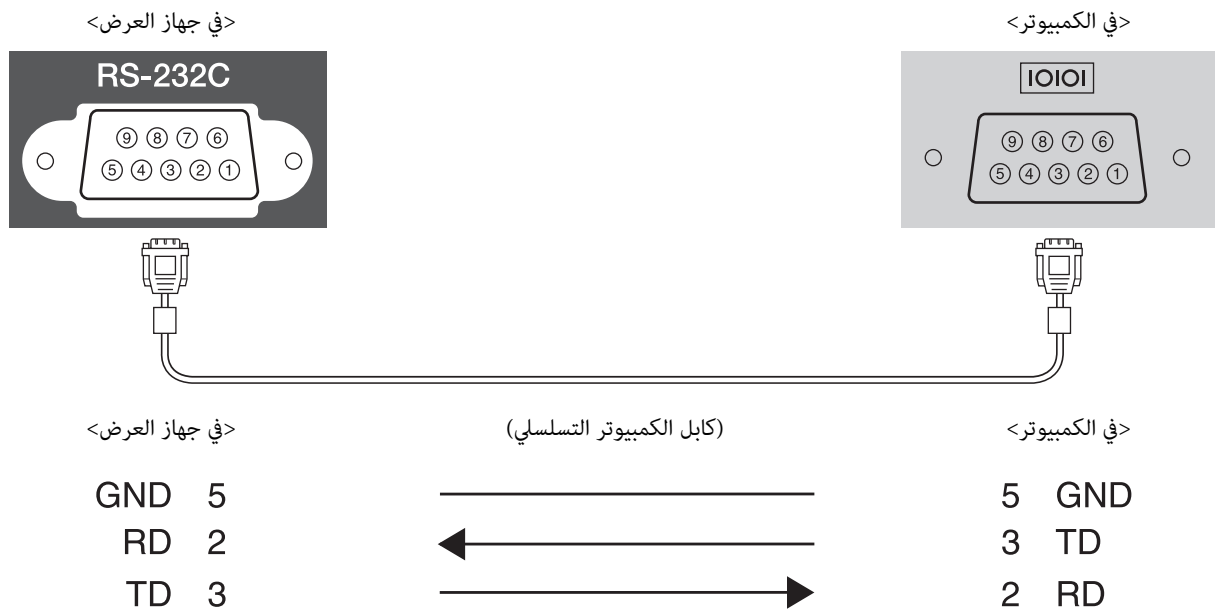 <في جهاز العرض>
<في الكمبيوتر>
RS-232C
IOIOI
9 8 7 6
5 4 3 2 1
9 8 7 6
5 4 3 2 1
<في جهاز العرض>
(كابل الكمبيوتر التسلسلي)
<في الكمبيوتر>
GND 5
5 GND
RD 2
3 TD
TD 3
2 RD